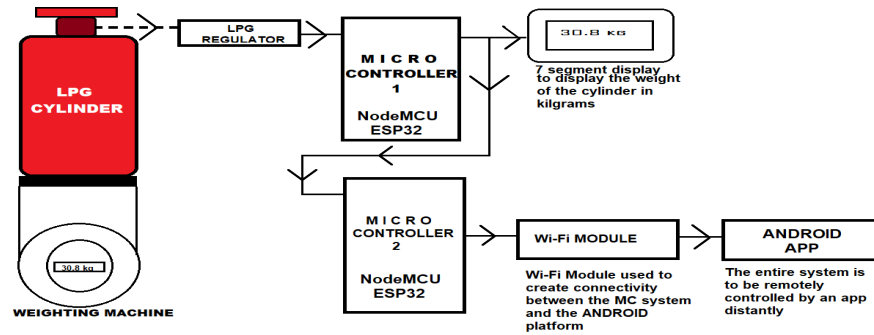 LPG
CYLINDER
30.8 kg
WEIGHTING MACHINE
LPG
REGULATOR
MICRO
CONTROLLER
1
NodeMCU
ESP32
30.8 KG
7 segment display
to display the weight
of the cylinder in
kilgrams
MICRO
CONTROLLER
2
NodeMCU
ESP32
Wi-Fi MODULE
Wi-Fi Module used to
create connectivity
between the MC system
and the ANDROID
platform
ANDROID
APP
The entire system is
to be remotely
controlled by an app
distantly